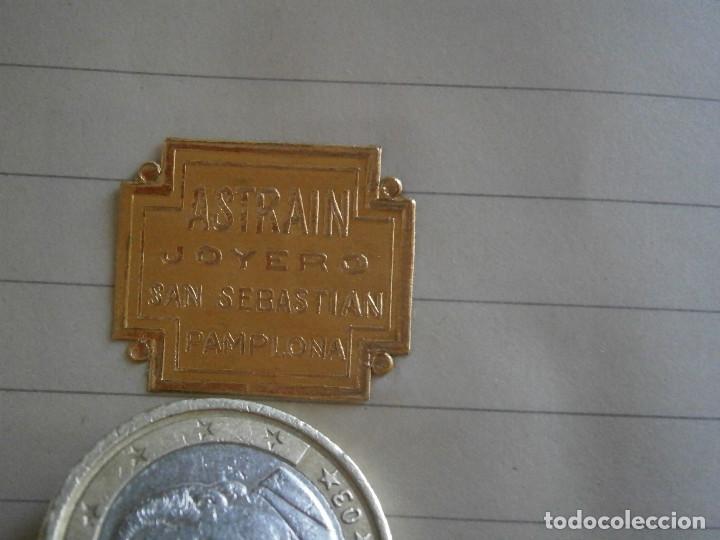 ASTRAIN
JOYERO
SAN SEBASTIAN
PAMPLONA
todocoleccion